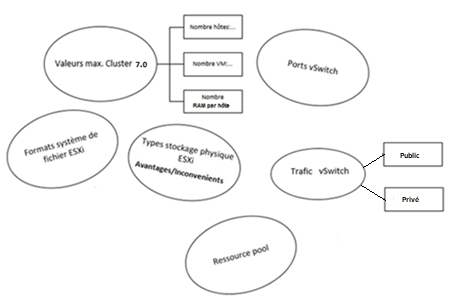 Nombre hôtes:...
Valeurs max. Cluster 7.0
Nombre VM:...
Nombre
RAM par hôte
Ports vSwitch
Formats système de
fichier ESXi
Types stockage physique
ESXi
Avantages/Inconvenients
Trafic vSwitch
Public
Privé
Ressource pool